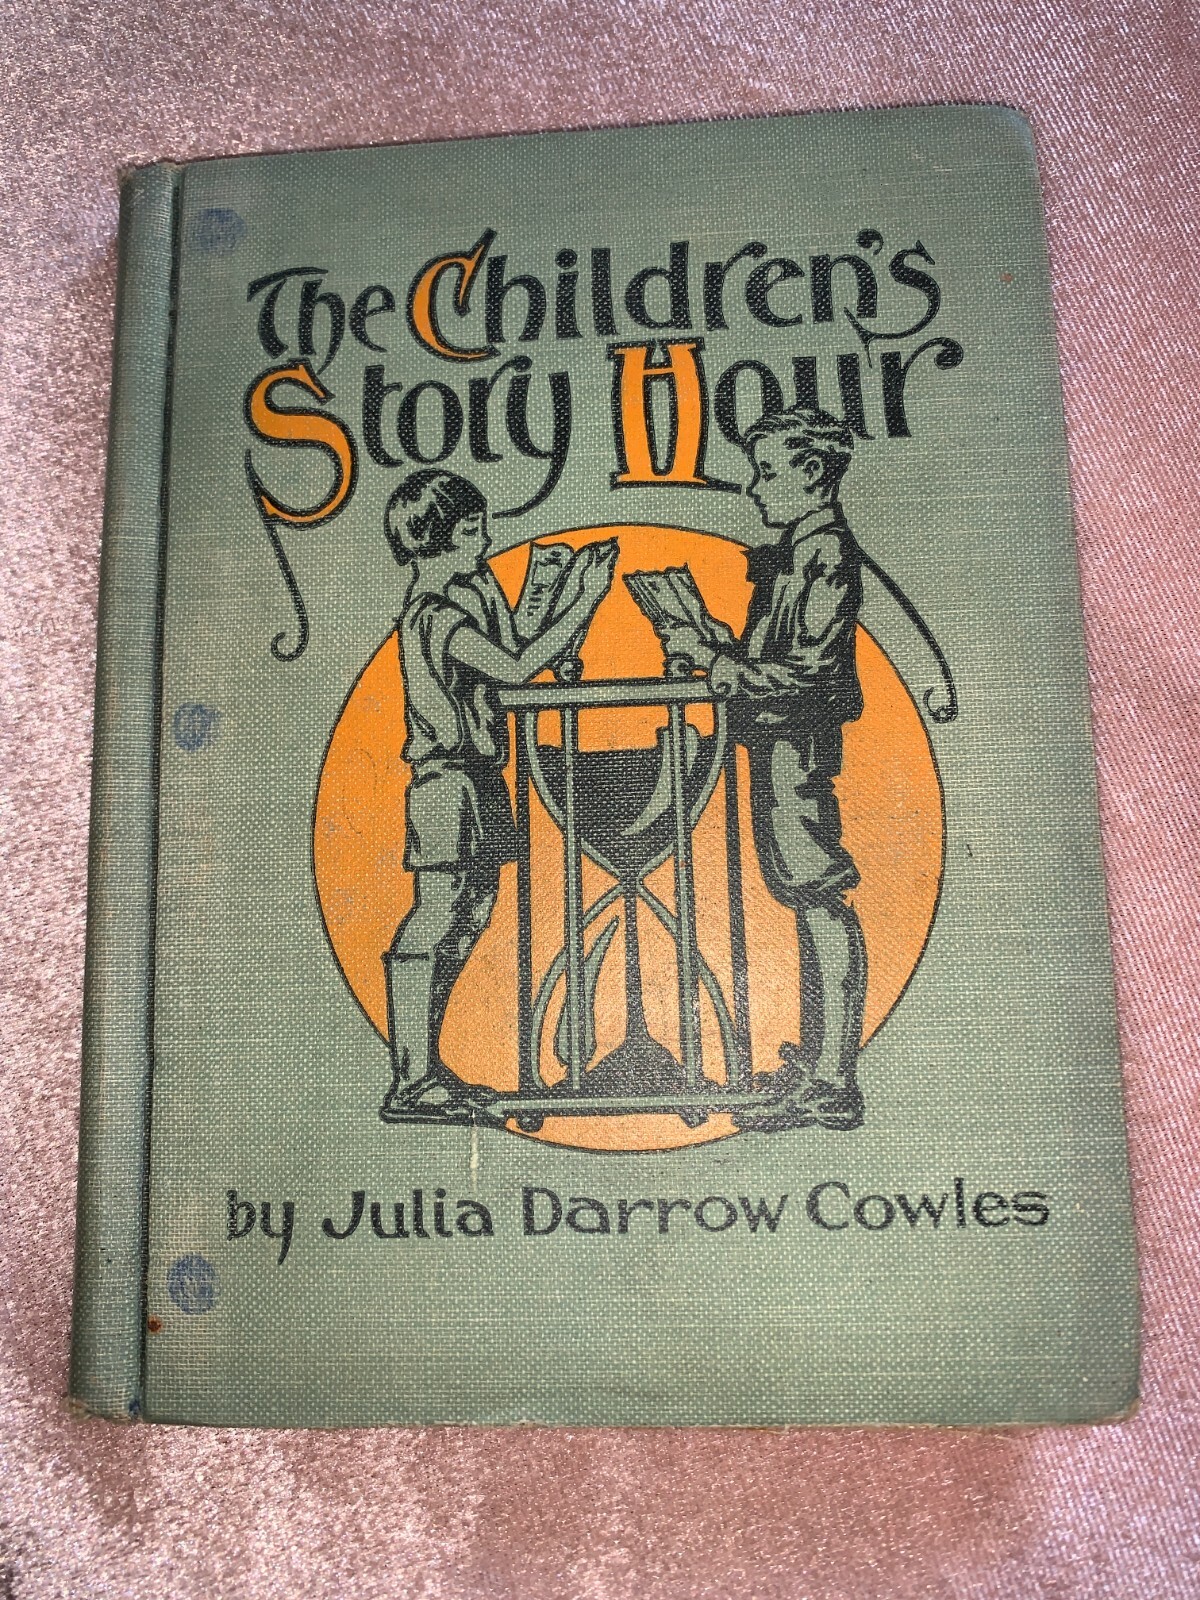 The Children's
Story Hour
by Julia Darrow Cowles